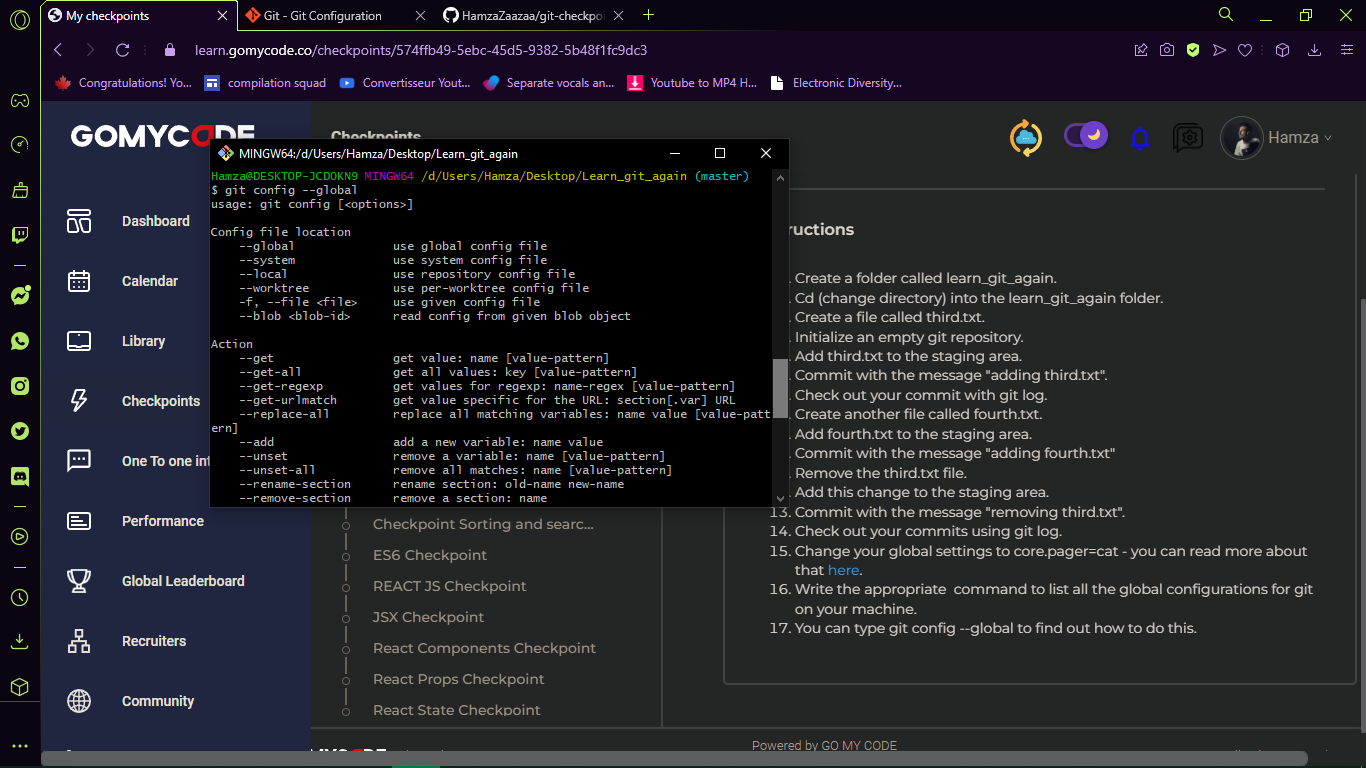 My checkpoints
Git - Git Configuration
HamzaZaazaa/git-checkpoi
learn.gomycode.co/checkpoints/574ffb49-5ebc-45d5-9382-5b48f1fc9dc3
Congratulations! Yo...
compilation squad
Convertisseur Yout...
Separate vocals an...
Youtube to MP4 H...
Electronic Diversity...
GOMYCODE
Checkpoints
Hamza
Dashboard
Calendar
Library
Checkpoints
One To one int
Performance
Global Leaderboard
Recruiters
Community
MINGW64:/d/Users/Hamza/Desktop/Learn_git_again
Hamza@DESKTOP-JCDOKN9 MINGW64 /d/Users/Hamza/Desktop/Learn_git_again (master)
$ git config --global
usage: git config [<options>]
Config file location
--global use global config file
--system use system config file
--local use repository config file
--worktree use per-worktree config file
-f, --file <file> use given config file
--blob <blob-id> read config from given blob object
Action
--get get value: name [value-pattern]
--get-all get all values: key [value-pattern]
--get-regexp get values for regexp: name-regex [value-pattern]
--get-urlmatch get value specific for the URL: section[.var] URL
--replace-all replace all matching variables: name value [value-patt
ern]
--add add a new variable: name value
--unset remove a variable: name [value-pattern]
--unset-all remove all matches: name [value-pattern]
--rename-section rename section: old-name new-name
--remove-section remove a section: name
Checkpoint Sorting and searc...
ES6 Checkpoint
REACT JS Checkpoint
JSX Checkpoint
React Components Checkpoint
React Props Checkpoint
React State Checkpoint
ructions
. Create a folder called learn_git_again.
. Cd (change directory) into the learn_git_again folder.
. Create a file called third.txt.
. Initialize an empty git repository.
. Add third.txt to the staging area.
. Commit with the message "adding third.txt".
. Check out your commit with git log.
. Create another file called fourth.txt.
. Add fourth.txt to the staging area.
. Commit with the message "adding fourth.txt"
. Remove the third.txt file.
. Add this change to the staging area.
13. Commit with the message "removing third.txt".
14. Check out your commits using git log.
15. Change your global settings to core.pager=cat - you can read more about
that here.
16. Write the appropriate command to list all the global configurations for git
on your machine.
17. You can type git config --global to find out how to do this.
Powered by GO MY CODE